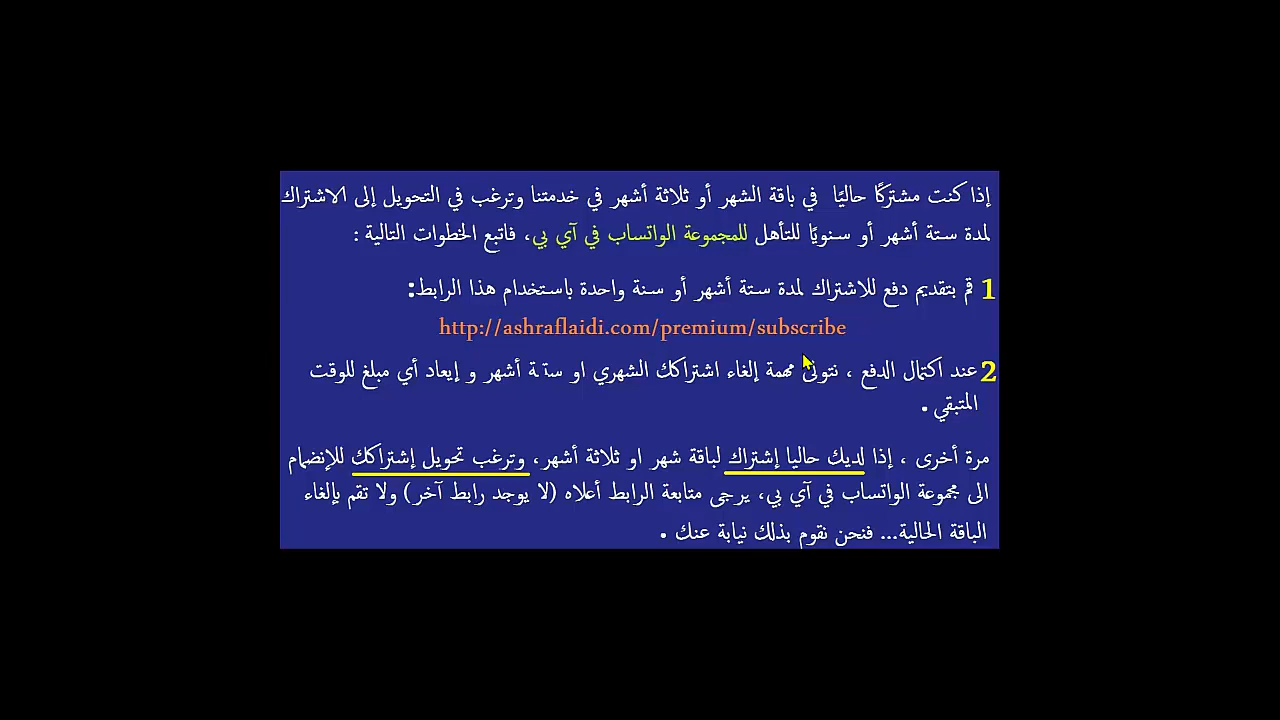 إذا كنت مشتركًا حاليًا في باقة الشهر أو ثلاثة أشهر في خدمتنا وترغب في التحويل إلى الاشتراك
لمدة ستة أشهر أو سنويًا للتأهل للمجموعة الواتساب في آي بي، فاتبع الخطوات التالية :
1 قم بتقديم دفع للاشتراك لمدة ستة أشهر أو سنة واحدة باستخدام هذا الرابط:
http://ashraflaidi.com/premium/subscribe
2 عند اكتمال الدفع ، نتولى مهمة إلغاء اشتراكك الشهري او ستة أشهر و إيعاد أي مبلغ للوقت
المتبقي .
مرة أخرى ، إذا لديك حاليا إشتراك لباقة شهر او ثلاثة أشهر، وترغب تحويل إشتراكك للإنضمام
الى مجموعة الواتساب في آي بي، يرجى متابعة الرابط أعلاه (لا يوجد رابط آخر) ولا تقم بإلغاء
الباقة الحالية... فنحن نقوم بذلك نيابة عنك .